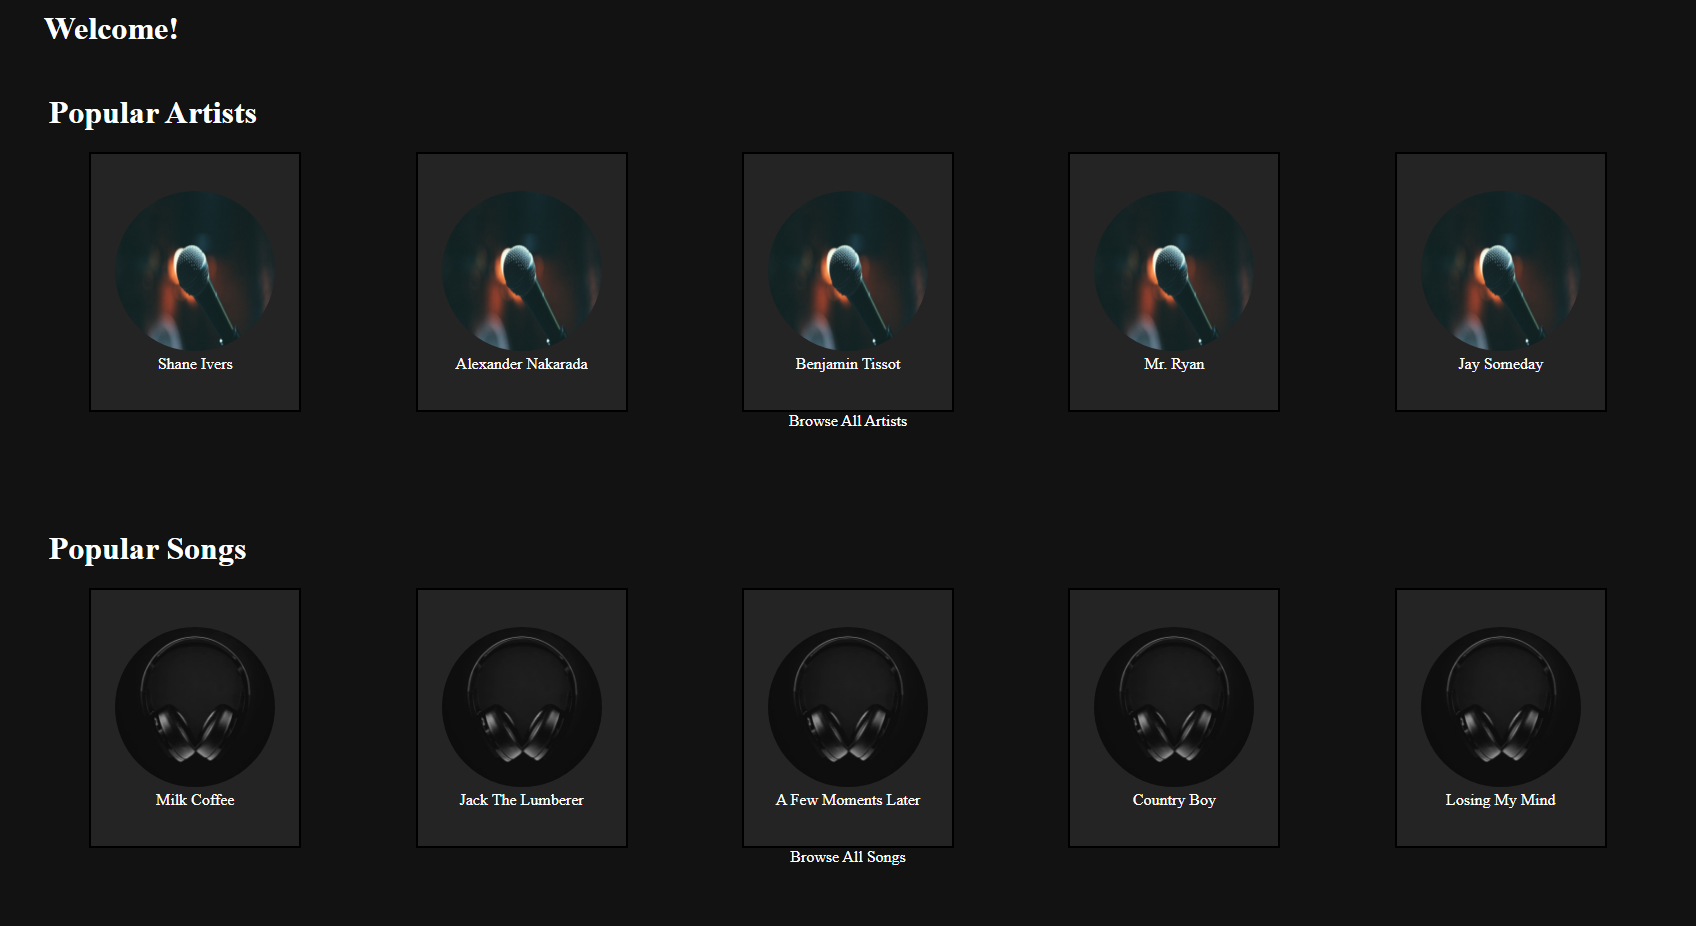 Welcome!
Popular Artists
Shane Ivers
Alexander Nakarada
Benjamin Tissot
Mr. Ryan
Jay Someday
Browse All Artists
Popular Songs
Milk Coffee
Jack The Lumberer
A Few Moments Later
Country Boy
Losing My Mind
Browse All Songs